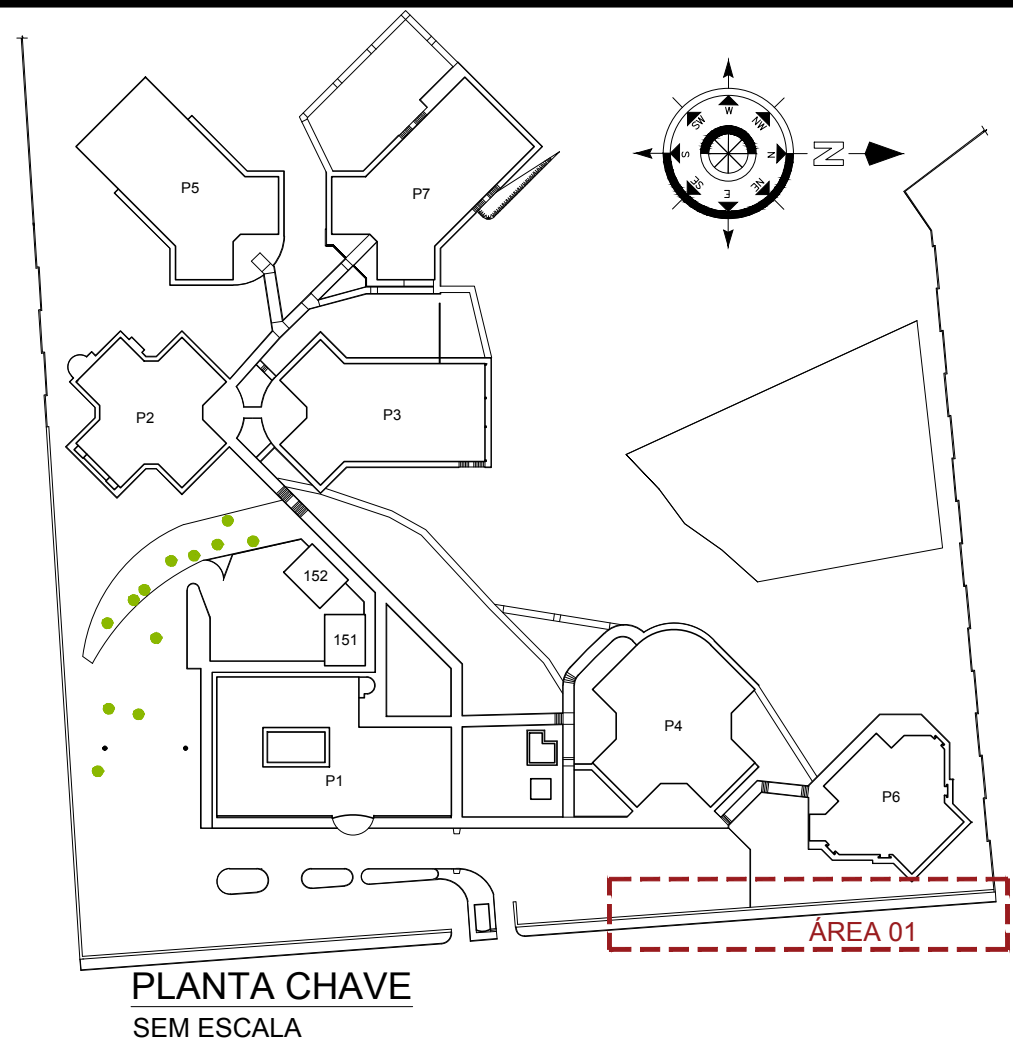 P5
P7
W
NW
N
NE
E
SE
S
SW
N
P2
P3
152
151
P4
P1
P6
ÁREA 01
PLANTA CHAVE
SEM ESCALA